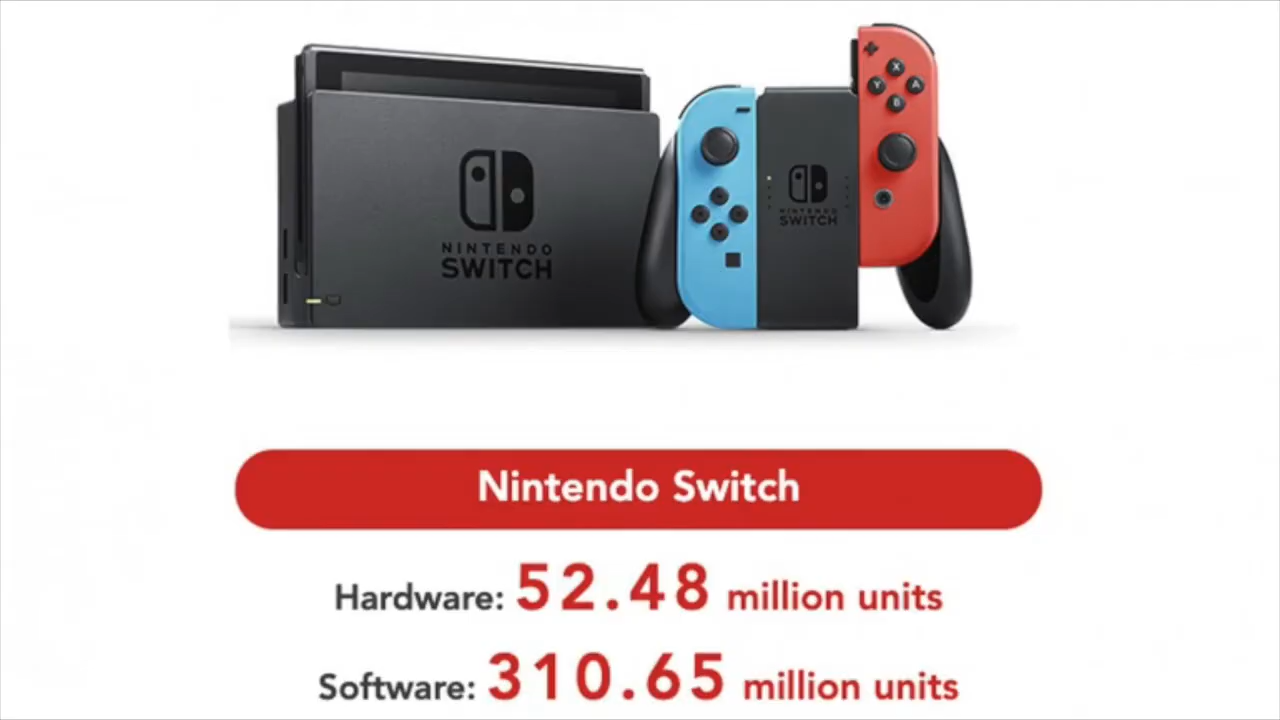 NINTENDO
SWITCH
X
Y
A
B
NINTENDO
SWITCH
Nintendo Switch
Hardware: 52.48 million units
Software: 310.65 million units